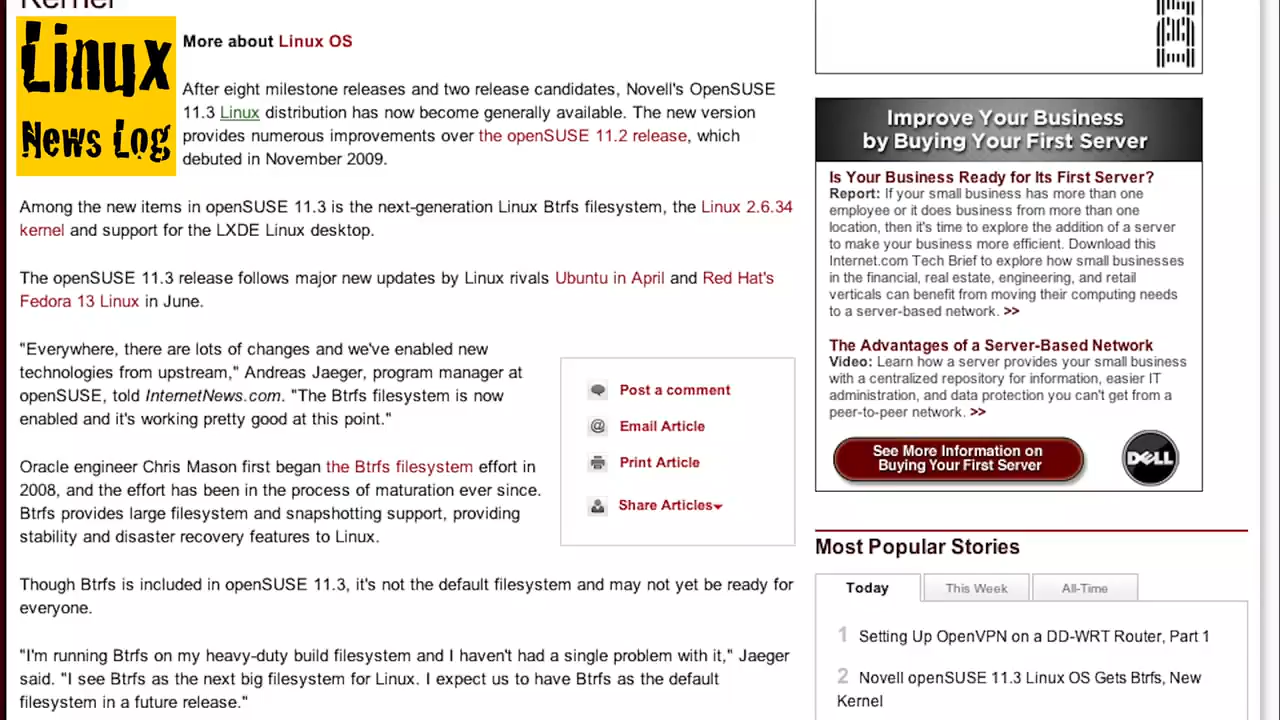 Kernel
Linux
News Log
More about Linux OS
After eight milestone releases and two release candidates, Novell's OpenSUSE
11.3 Linux distribution has now become generally available. The new version
provides numerous improvements over the openSUSE 11.2 release, which
debuted in November 2009.
Among the new items in openSUSE 11.3 is the next-generation Linux Btrfs filesystem, the Linux 2.6.34
kernel and support for the LXDE Linux desktop.
The openSUSE 11.3 release follows major new updates by Linux rivals Ubuntu in April and Red Hat's
Fedora 13 Linux in June.
"Everywhere, there are lots of changes and we've enabled new
technologies from upstream," Andreas Jaeger, program manager at
openSUSE, told InternetNews.com. "The Btrfs filesystem is now
enabled and it's working pretty good at this point."
Post a comment
Email Article
Print Article
Share Articles
Oracle engineer Chris Mason first began the Btrfs filesystem effort in
2008, and the effort has been in the process of maturation ever since.
Btrfs provides large filesystem and snapshotting support, providing
stability and disaster recovery features to Linux.
Though Btrfs is included in openSUSE 11.3, it's not the default filesystem and may not yet be ready for
everyone.
"I'm running Btrfs on my heavy-duty build filesystem and I haven't had a single problem with it," Jaeger
said. "I see Btrfs as the next big filesystem for Linux. I expect us to have Btrfs as the default
filesystem in a future release."
IBM
Improve Your Business
by Buying Your First Server
Is Your Business Ready for Its First Server?
Report: If your small business has more than one
employee or it does business from more than one
location, then it's time to explore the addition of a server
to make your business more efficient. Download this
Internet.com Tech Brief to explore how small businesses
in the financial, real estate, engineering, and retail
verticals can benefit from moving their computing needs
to a server-based network. >>
The Advantages of a Server-Based Network
Video: Learn how a server provides your small business
with a centralized repository for information, easier IT
administration, and data protection you can't get from a
peer-to-peer network. >>
See More Information on
Buying Your First Server
DELL
Most Popular Stories
Today This Week All-Time
1 Setting Up OpenVPN on a DD-WRT Router, Part 1
2 Novell openSUSE 11.3 Linux OS Gets Btrfs, New
Kernel